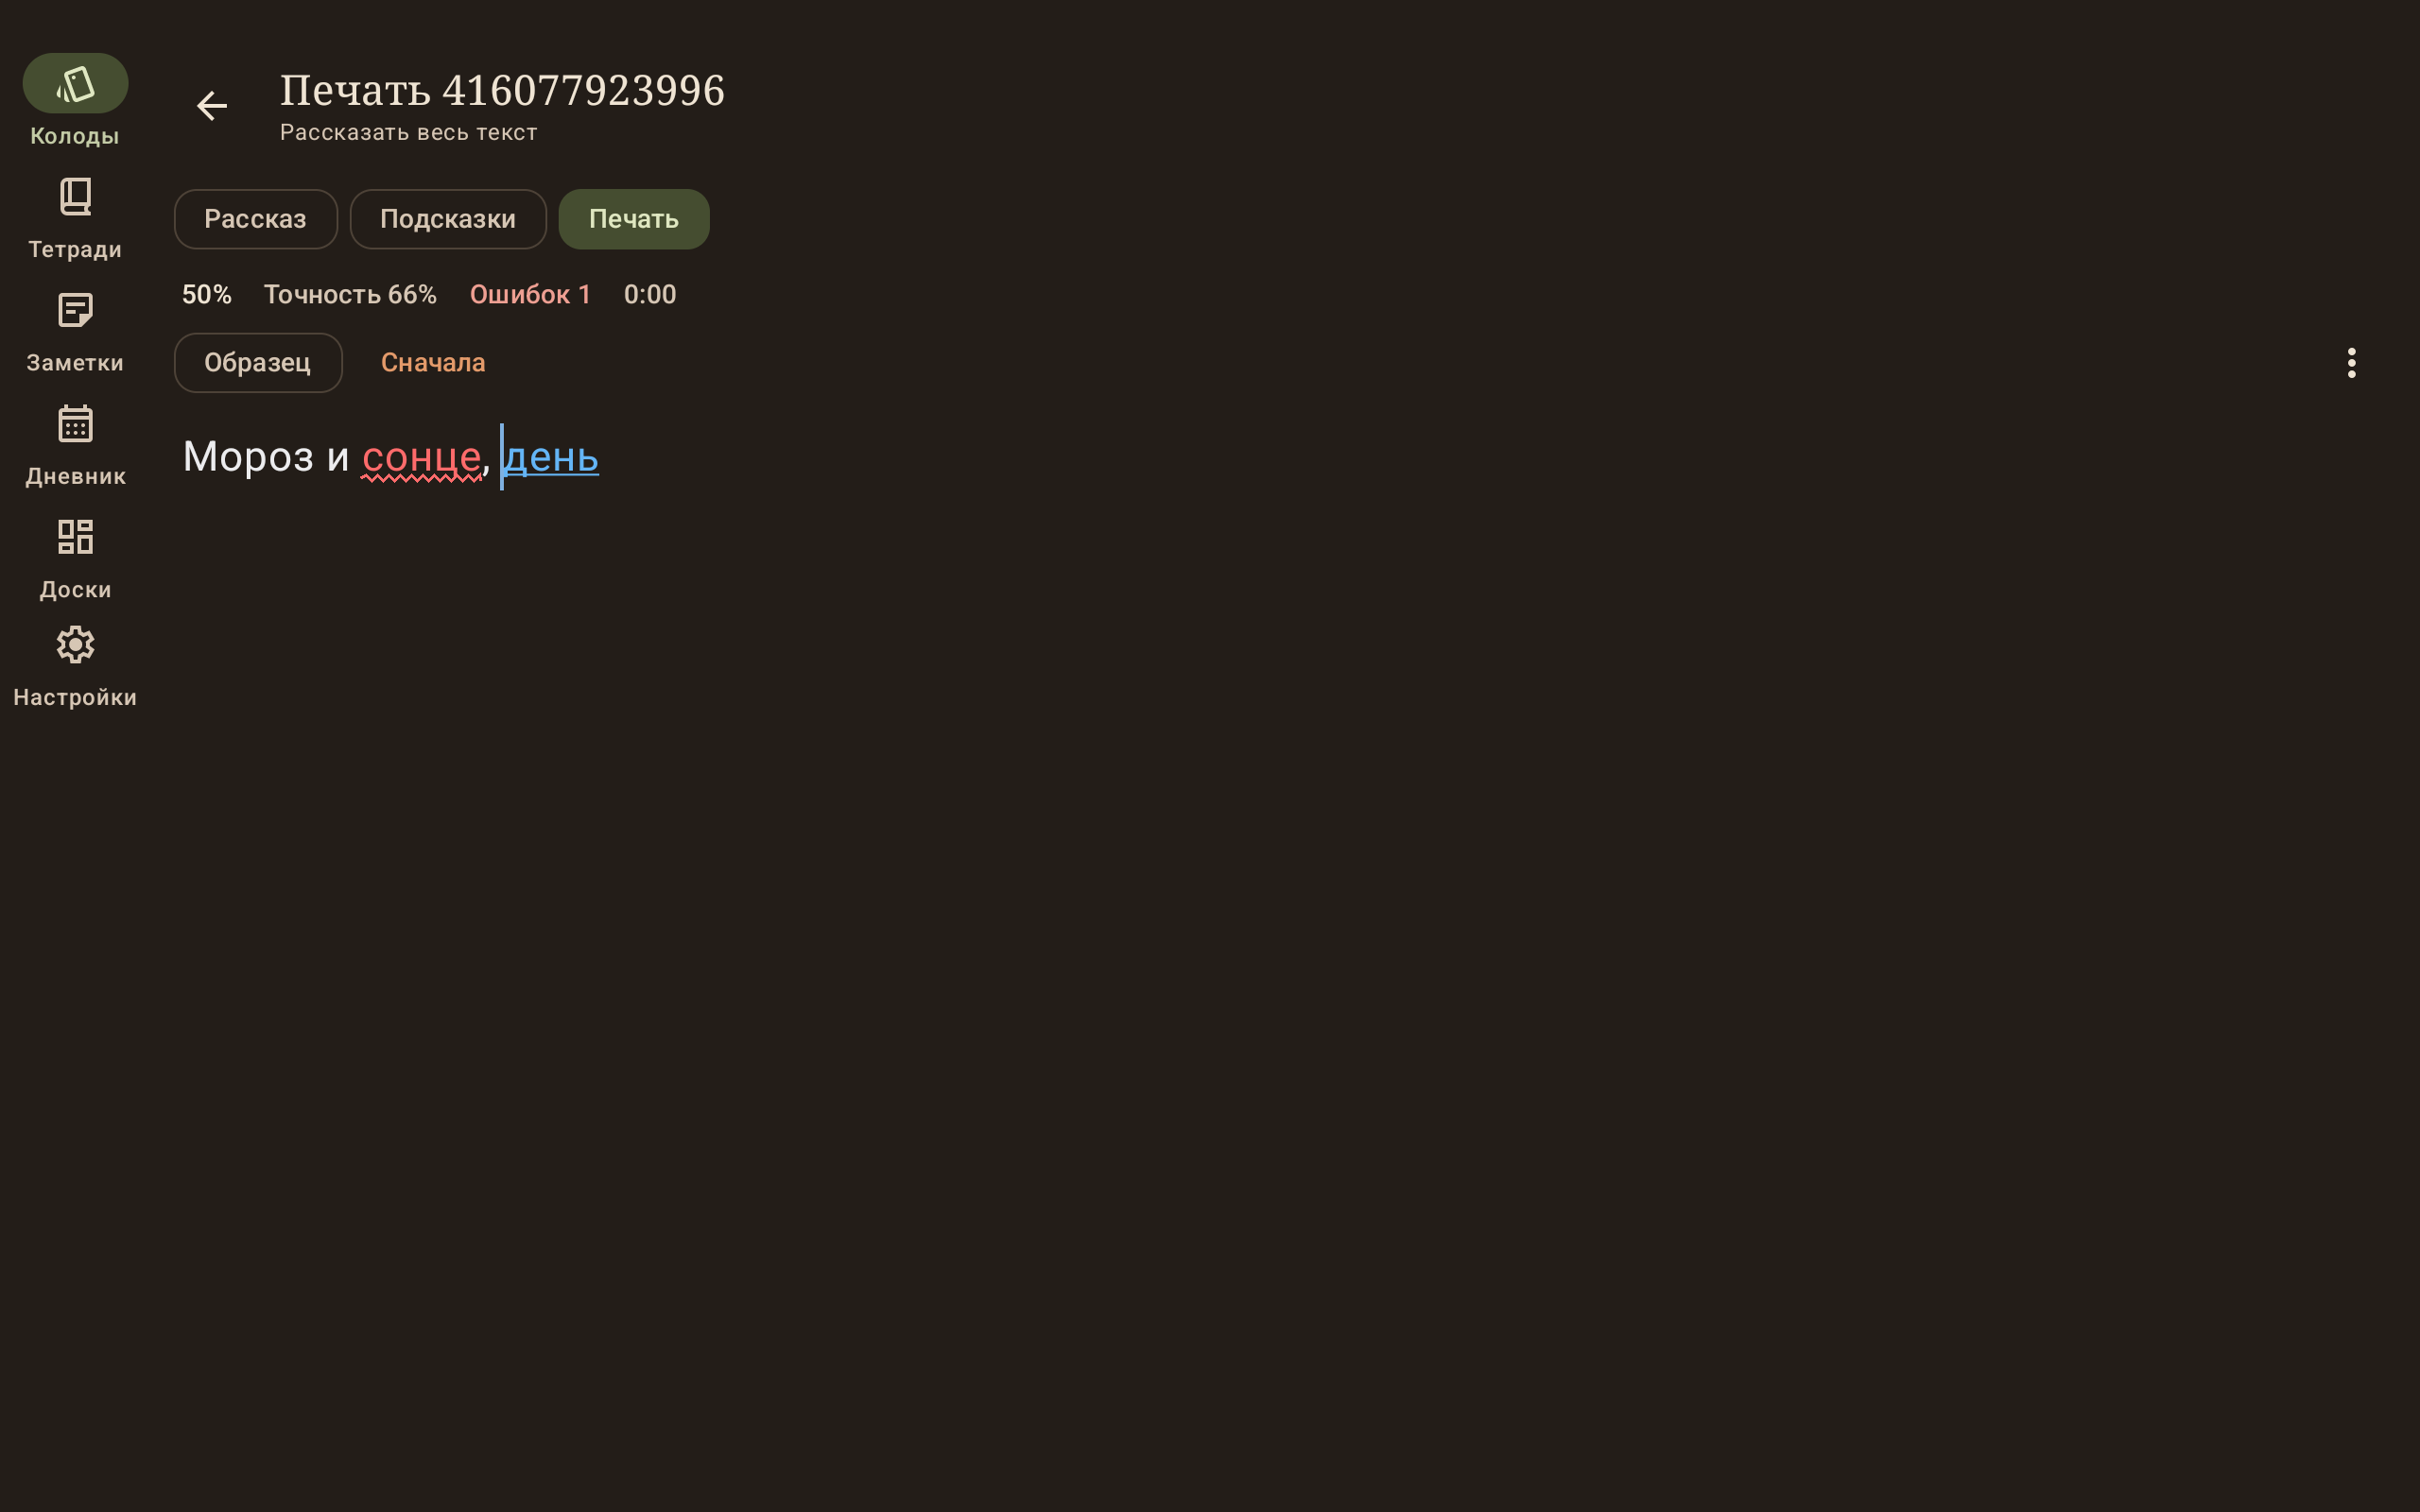 Колоды
Тетради
Заметки
Дневник
Доски
Настройки
Печать 416077923996
Рассказать весь текст
Рассказ Подсказки Печать
50% Точность 66% Ошибок 1 0:00
Образец Сначала
Мороз и сонце, день